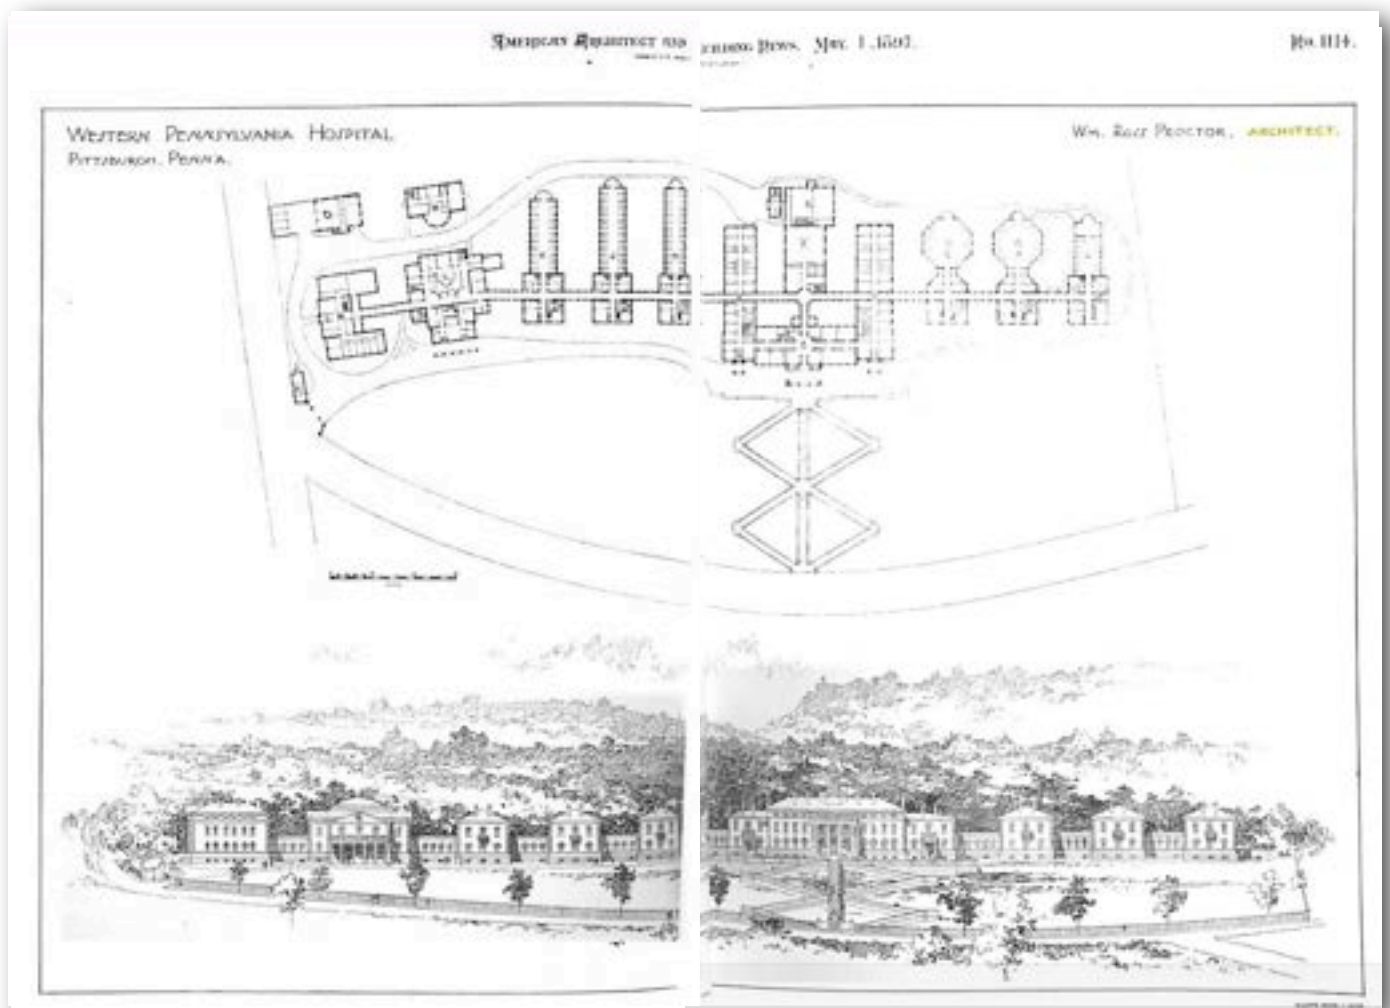 AMERICAN ARCHITECT AND BUILDING NEWS, MAY 1, 1897. No. 1114.
WESTERN PENNSYLVANIA HOSPITAL
PITTSBURGH. PENNA.
WM. ROSS PROCTOR, ARCHITECT.